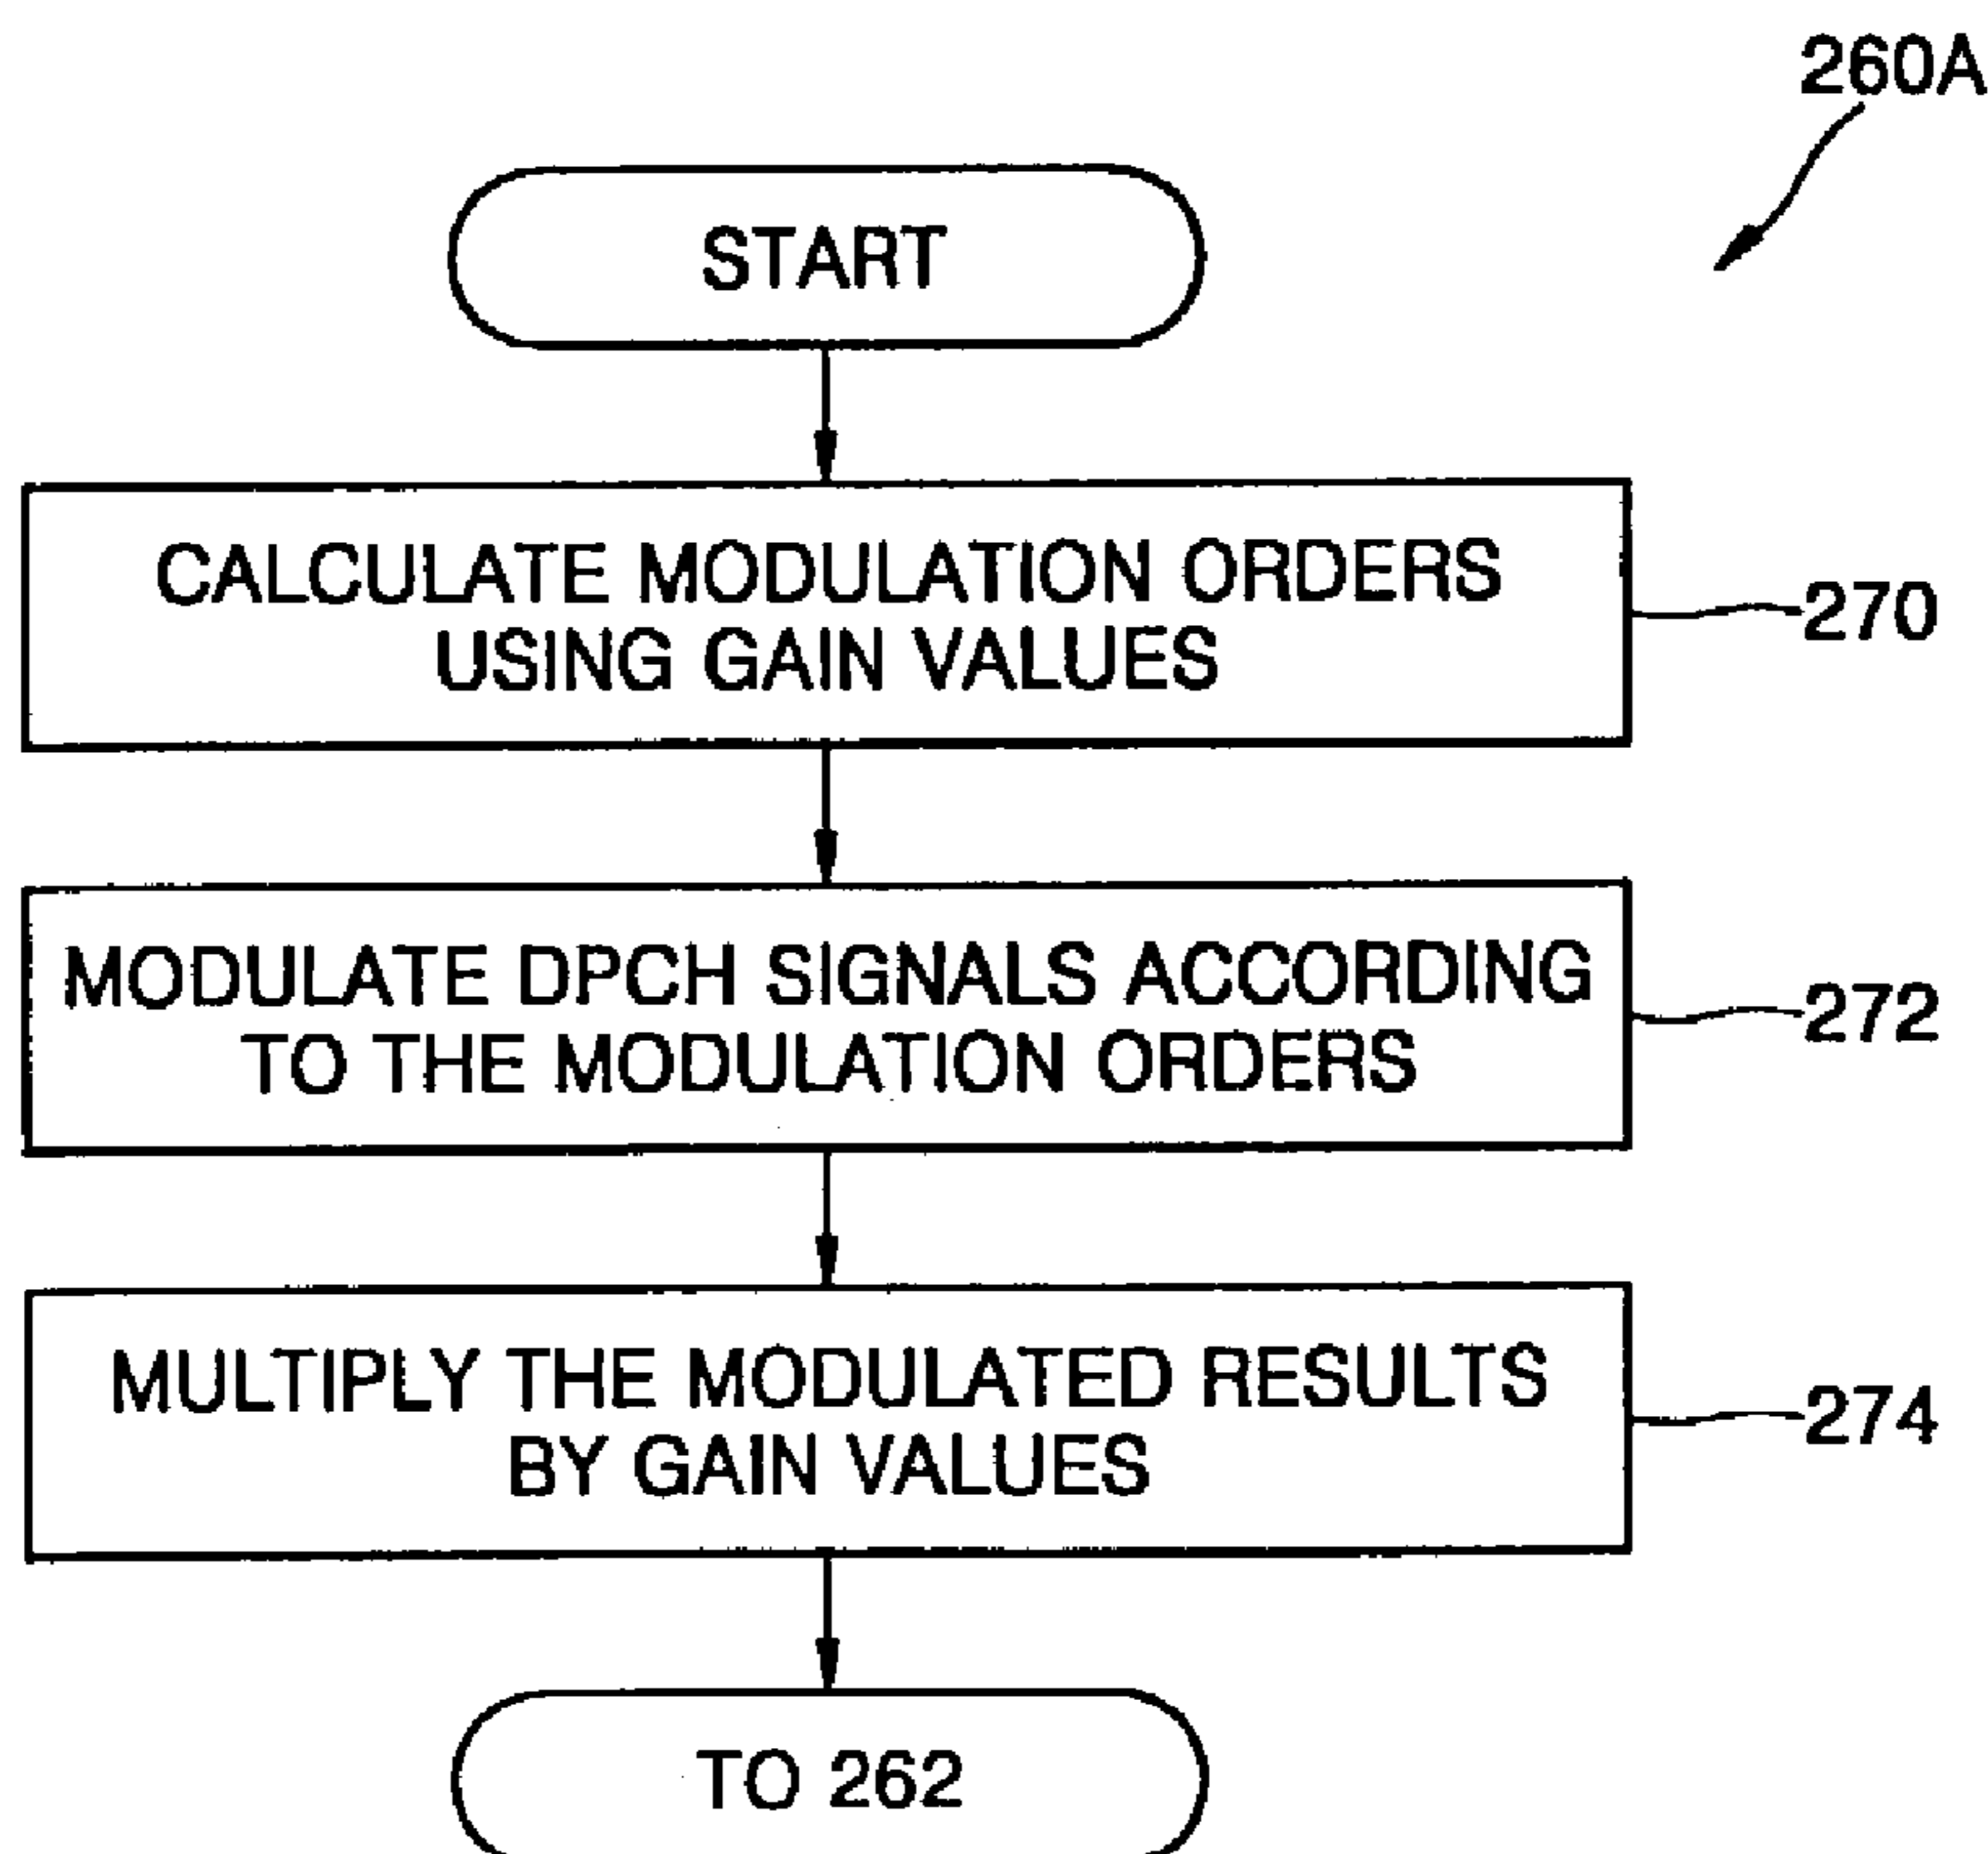 260A
START
CALCULATE MODULATION ORDERS
USING GAIN VALUES
270
MODULATE DPCH SIGNALS ACCORDING
TO THE MODULATION ORDERS
272
MULTIPLY THE MODULATED RESULTS
BY GAIN VALUES
274
TO 262